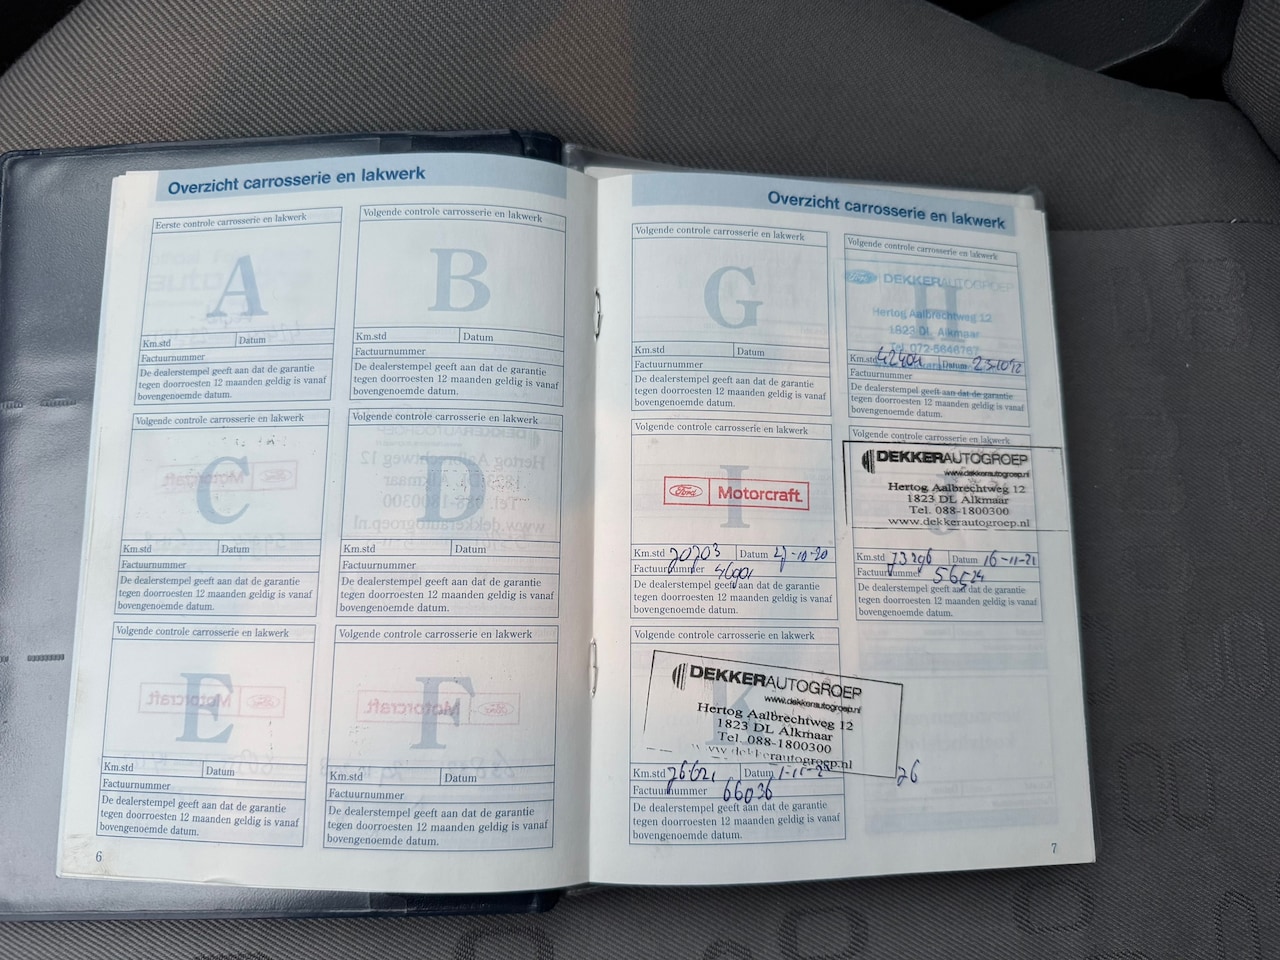 Overzicht carrosserie en lakwerk
Eerste controle carrosserie en lakwerk
A
Km.std Datum
Factuurnummer
De dealerstempel geeft aan dat de garantie
tegen doorroesten 12 maanden geldig is vanaf
bovengenoemde datum.
Volgende controle carrosserie en lakwerk
B
Km.std Datum
Factuurnummer
De dealerstempel geeft aan dat de garantie
tegen doorroesten 12 maanden geldig is vanaf
bovengenoemde datum.
Volgende controle carrosserie en lakwerk
C
Km.std Datum
Factuurnummer
De dealerstempel geeft aan dat de garantie
tegen doorroesten 12 maanden geldig is vanaf
bovengenoemde datum.
Volgende controle carrosserie en lakwerk
D
Km.std Datum
Factuurnummer
De dealerstempel geeft aan dat de garantie
tegen doorroesten 12 maanden geldig is vanaf
bovengenoemde datum.
Volgende controle carrosserie en lakwerk
E
Km.std Datum
Factuurnummer
De dealerstempel geeft aan dat de garantie
tegen doorroesten 12 maanden geldig is vanaf
bovengenoemde datum.
Volgende controle carrosserie en lakwerk
F
Km.std Datum
Factuurnummer
De dealerstempel geeft aan dat de garantie
tegen doorroesten 12 maanden geldig is vanaf
bovengenoemde datum.
6
Overzicht carrosserie en lakwerk
Volgende controle carrosserie en lakwerk
G
Km.std Datum
Factuurnummer
De dealerstempel geeft aan dat de garantie
tegen doorroesten 12 maanden geldig is vanaf
bovengenoemde datum.
Volgende controle carrosserie en lakwerk
H
Ford DEKKERAUTOGROEP
Hertog Aalbrechtweg 12
1823 DL Alkmaar
Tel. 072-5646767
Km.std 42404 Datum
Factuurnummer
De dealerstempel geeft aan dat de garantie
tegen doorroesten 12 maanden geldig is vanaf
bovengenoemde datum.
Volgende controle carrosserie en lakwerk
I
Ford Motorcraft
Km.std 70703 Datum 27-10-20
Factuurnummer 46901
De dealerstempel geeft aan dat de garantie
tegen doorroesten 12 maanden geldig is vanaf
bovengenoemde datum.
Volgende controle carrosserie en lakwerk
DEKKERAUTOGROEP
www.dekkerautogroep.nl
Hertog Aalbrechtweg 12
1823 DL Alkmaar
Tel. 088-1800300
www.dekkerautogroep.nl
Km.std 73296 Datum 16-11-21
Factuurnummer 56524
De dealerstempel geeft aan dat de garantie
tegen doorroesten 12 maanden geldig is vanaf
bovengenoemde datum.
Volgende controle carrosserie en lakwerk
K
DEKKERAUTOGROEP
www.dekkerautogroep.nl
Hertog Aalbrechtweg 12
1823 DL Alkmaar
Tel. 088-1800300
www.dekkerautogroep.nl
Km.std 76621 Datum
Factuurnummer 66036
De dealerstempel geeft aan dat de garantie
tegen doorroesten 12 maanden geldig is vanaf
bovengenoemde datum.
76
7